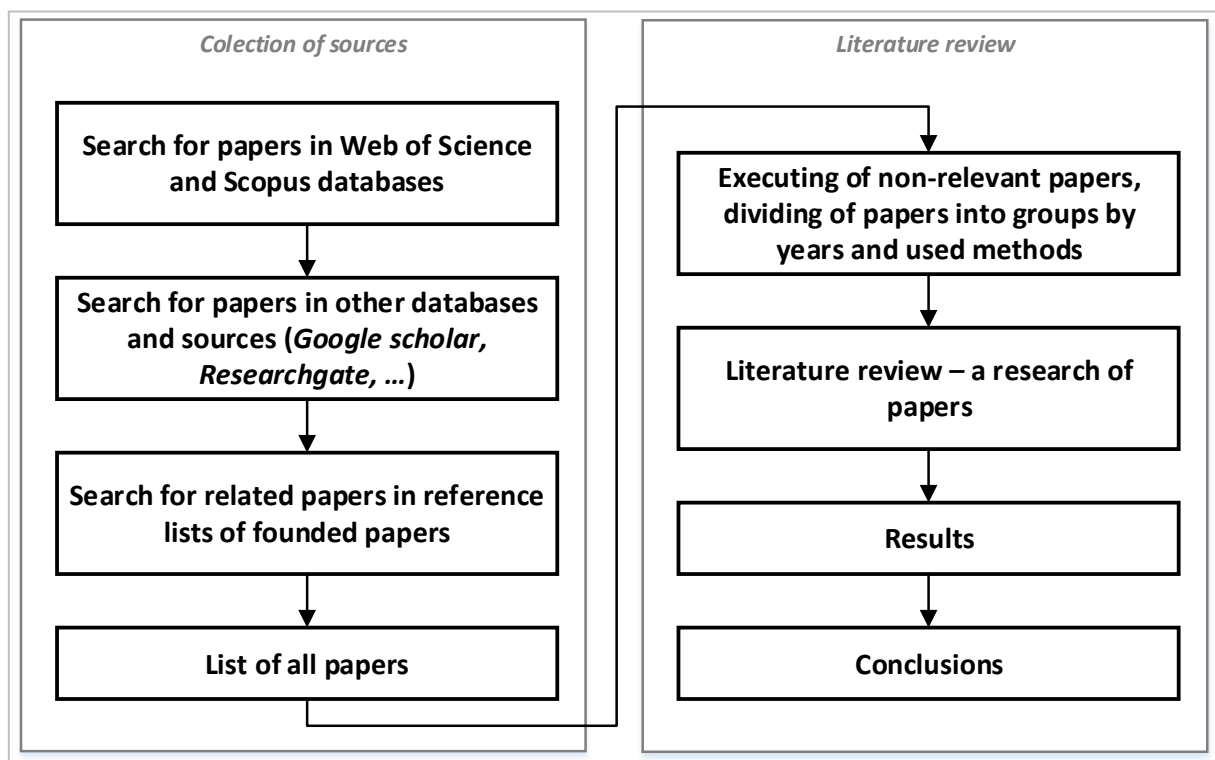 Colection of sources
Search for papers in Web of Science
and Scopus databases
Search for papers in other databases
and sources (Google scholar,
Researchgate, ...)
Search for related papers in reference
lists of founded papers
List of all papers
Literature review
Executing of non-relevant papers,
dividing of papers into groups by
years and used methods
Literature review – a research of
papers
Results
Conclusions